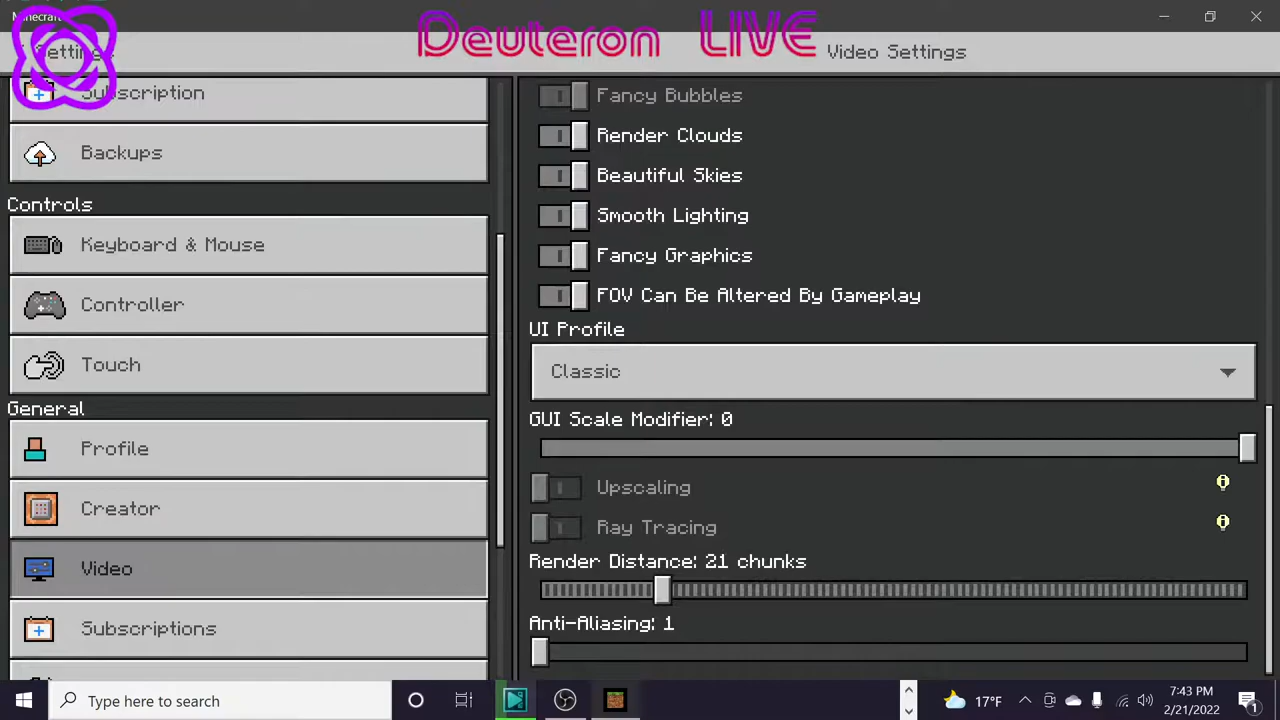 Minecraft
Deuteron LIVE
Settings
Video Settings
Subscription
Backups
Controls
Keyboard & Mouse
Controller
Touch
General
Profile
Creator
Video
Subscriptions
Fancy Bubbles
Render Clouds
Beautiful Skies
Smooth Lighting
Fancy Graphics
FOV Can Be Altered By Gameplay
UI Profile
Classic
GUI Scale Modifier: 0
Upscaling
Ray Tracing
Render Distance: 21 chunks
Anti-Aliasing: 1
Type here to search
17°F
7:43 PM
2/21/2022
1